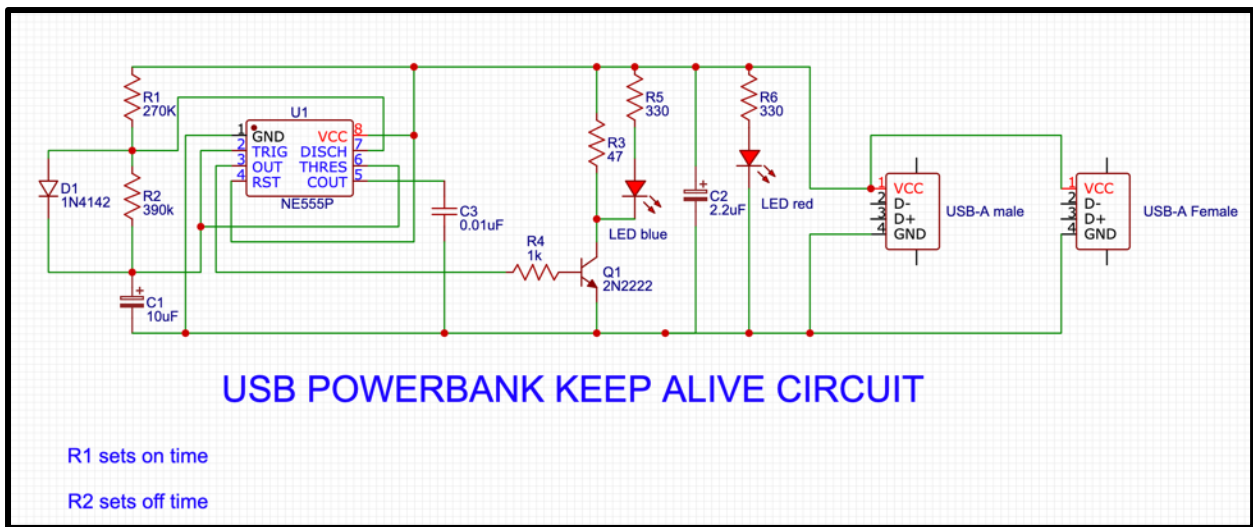 R1
270K
U1
1
GND
VCC
8
2
TRIG
DISCH
7
3
OUT
THRES
6
4
RST
COUT
5
NE555P
D1
1N4142
R2
390k
C1
+
10uF
C3
0.01uF
R4
1k
Q1
2N2222
R3
47
R5
330
LED blue
+
C2
2.2uF
R6
330
LED red
1
VCC
2
D-
3
D+
4
GND
USB-A male
1
VCC
2
D-
3
D+
4
GND
USB-A Female
USB POWERBANK KEEP ALIVE CIRCUIT
R1 sets on time
R2 sets off time